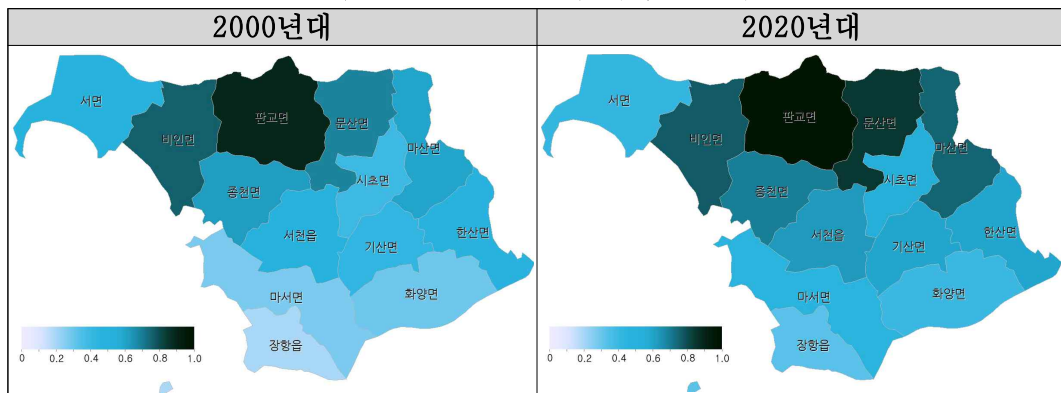 2000년대
2020년대
서면
비인면
판교면
문산면
마산면
종천면
시초면
서천읍
기산면
한산면
마서면
화양면
장항읍
0 0.2 0.4 0.6 0.8 1.0
서면
비인면
판교면
문산면
마산면
종천면
시초면
서천읍
기산면
한산면
마서면
화양면
장항읍
0 0.2 0.4 0.6 0.8 1.0